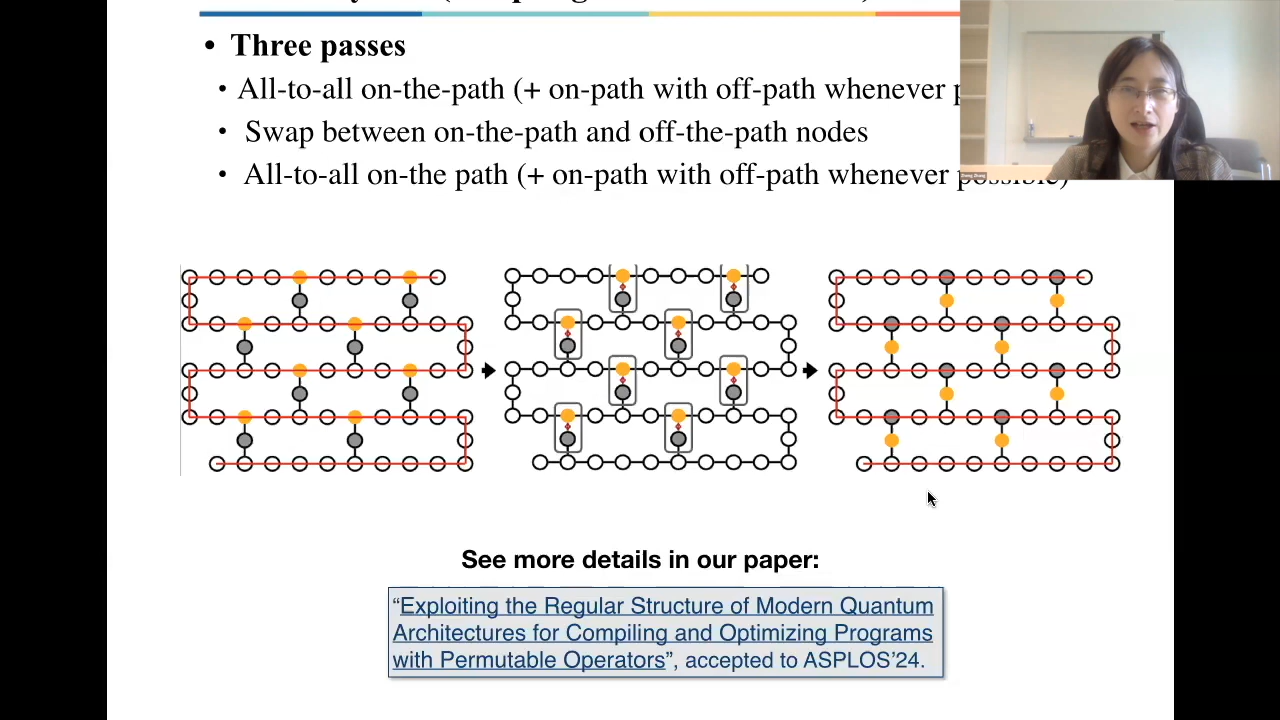 • Three passes
• All-to-all on-the-path (+ on-path with off-path whenever
• Swap between on-the-path and off-the-path nodes
• All-to-all on-the path (+ on-path with off-path whenever possible)
See more details in our paper:
“Exploiting the Regular Structure of Modern Quantum
Architectures for Compiling and Optimizing Programs
with Permutable Operators”, accepted to ASPLOS’24.